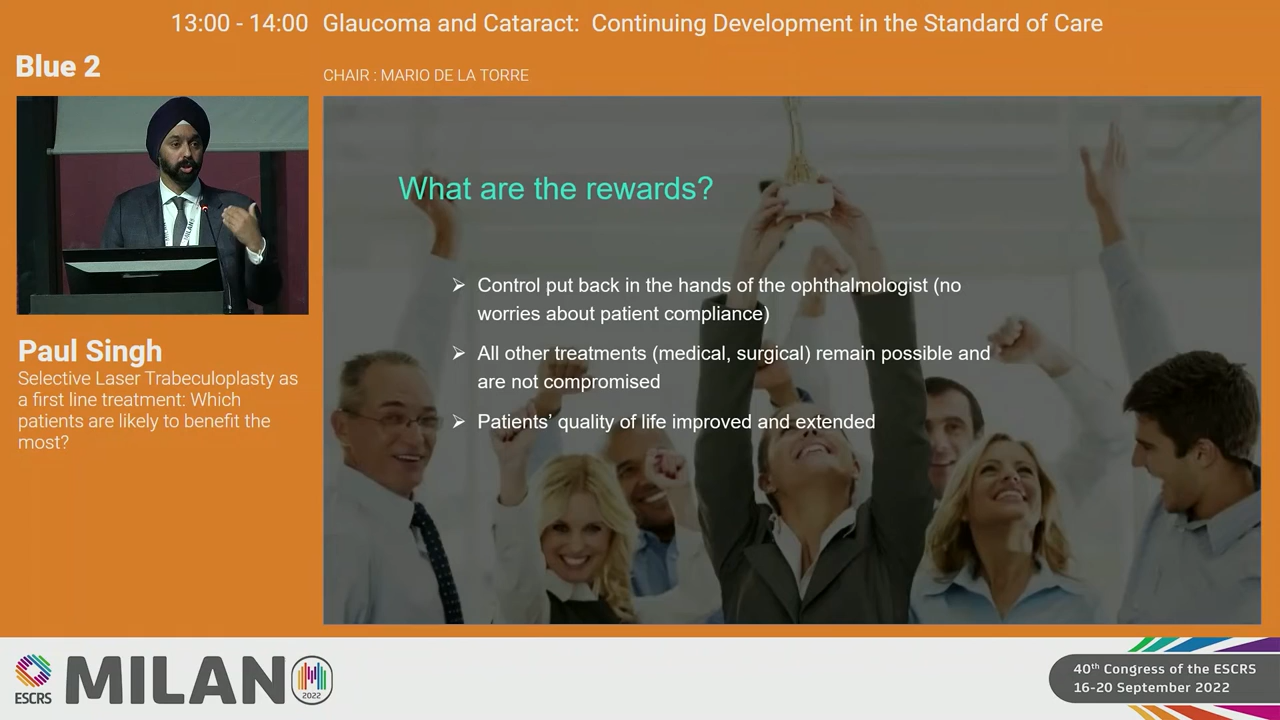 13:00 - 14:00 Glaucoma and Cataract: Continuing Development in the Standard of Care
Blue 2
CHAIR : MARIO DE LA TORRE
MILAN
Paul Singh
Selective Laser Trabeculoplasty as
a first line treatment: Which
patients are likely to benefit the
most?
What are the rewards?
➢ Control put back in the hands of the ophthalmologist (no
worries about patient compliance)
➢ All other treatments (medical, surgical) remain possible and
are not compromised
➢ Patients’ quality of life improved and extended
ESCRS
MILANO
2022
40th Congress of the ESCRS
16-20 September 2022